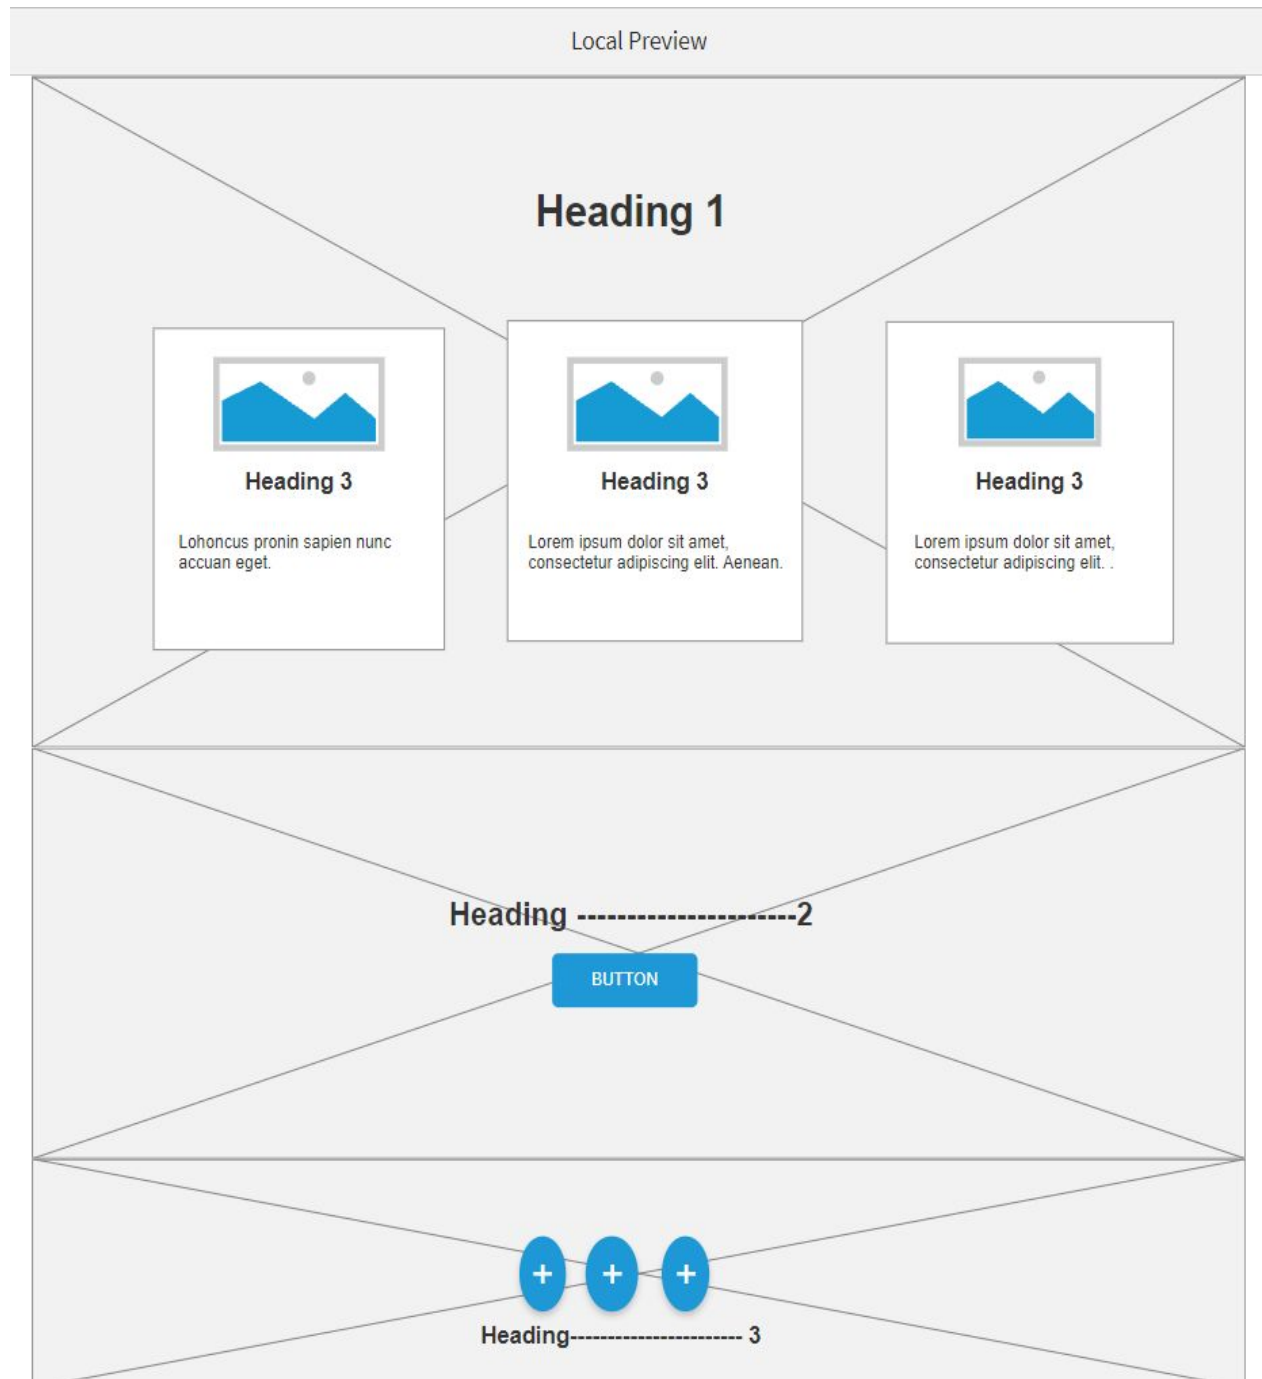 Local Preview
Heading 1
Heading 3
Lohoncus pronin sapien nunc
accuan eget.
Heading 3
Lorem ipsum dolor sit amet,
consectetur adipiscing elit. Aenean.
Heading 3
Lorem ipsum dolor sit amet,
consectetur adipiscing elit. .
Heading ----------------------2
BUTTON
+ + +
Heading----------------------- 3